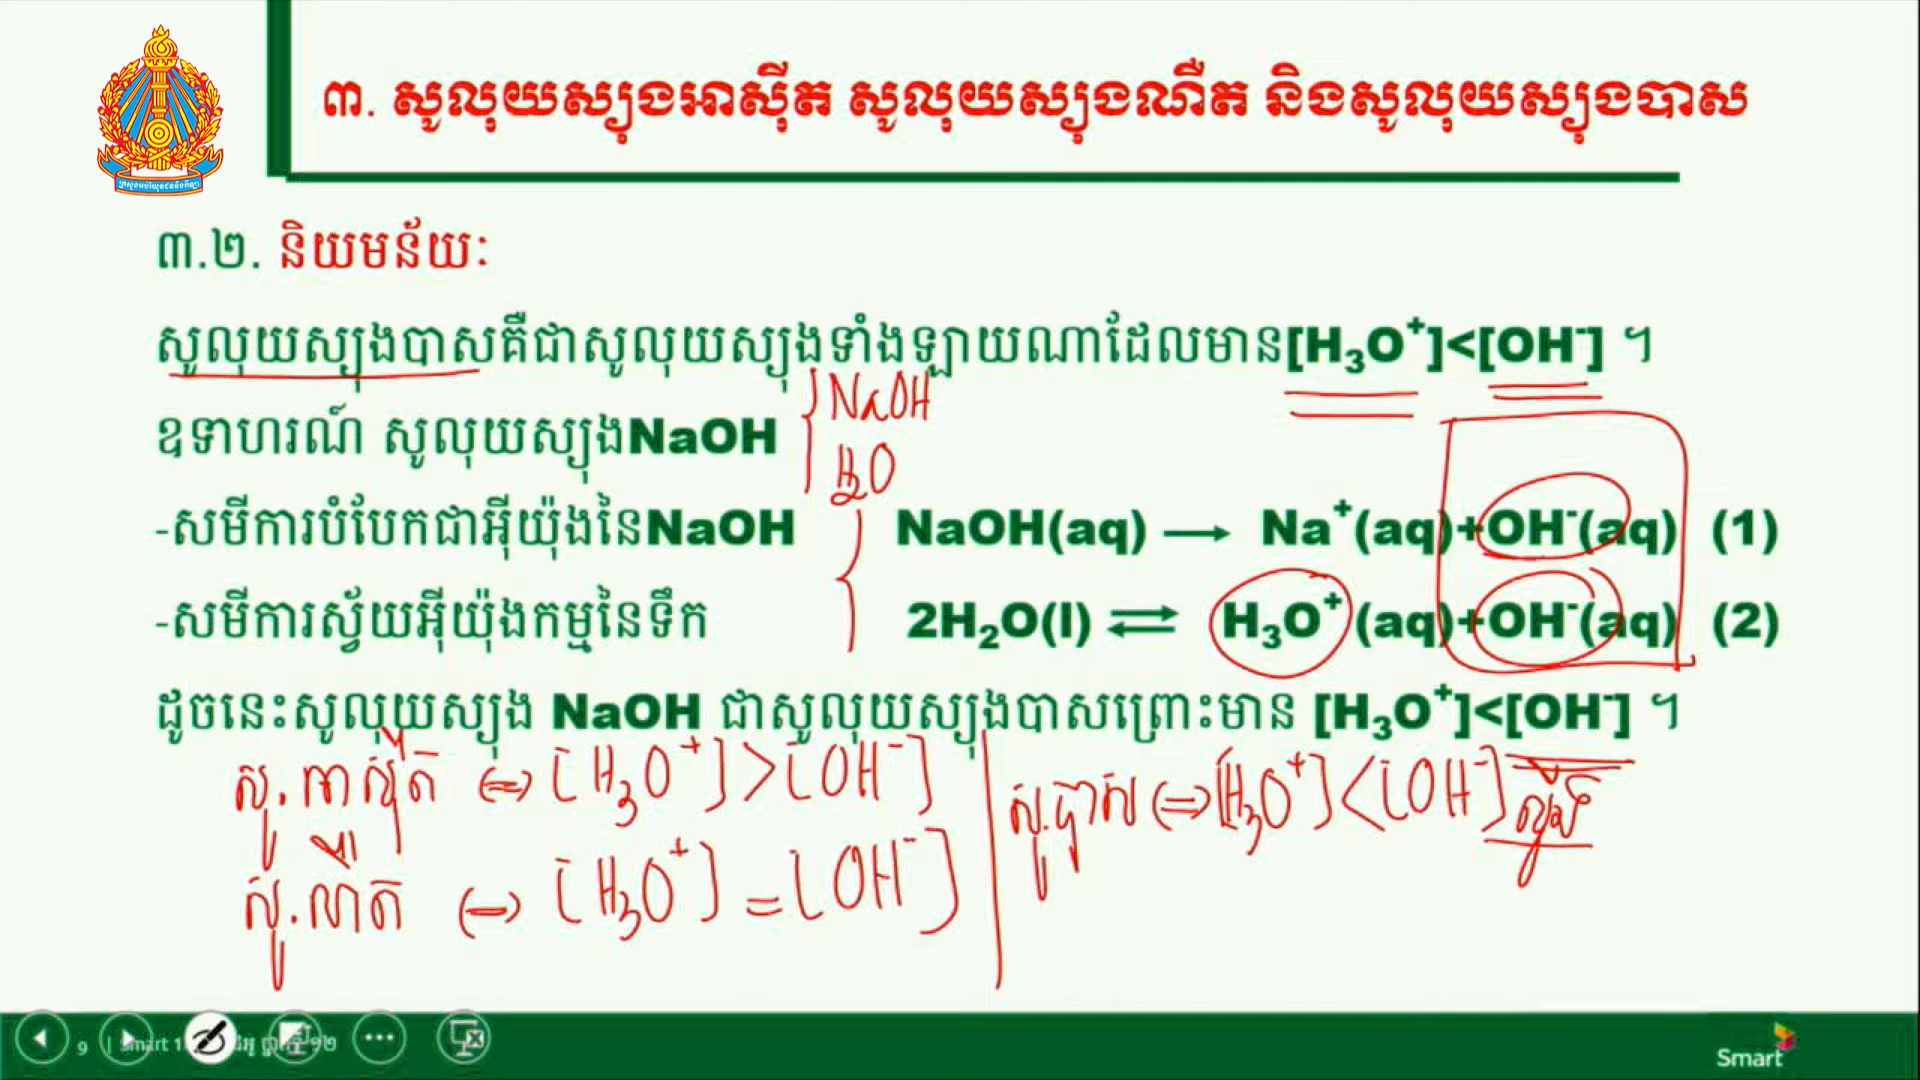 ៣. សូលុយស្យុងអាស៊ីត សូលុយស្យុងណឺត និងសូលុយស្យុងបាស
៣.២. និយមន័យៈ
សូលុយស្យុងបាសគឺជាសូលុយស្យុងទាំងឡាយណាដែលមាន[H₃O⁺]<[OH⁻] ។
NaOH
ឧទាហរណ៍ សូលុយស្យុងNaOH
H₂O
-សមីការបំបែកជាអ៊ីយ៉ុងនៃNaOH NaOH(aq) → Na⁺(aq)+OH⁻(aq) (1)
-សមីការស្វ័យអ៊ីយ៉ុងកម្មនៃទឹក 2H₂O(l) ⇌ H₃O⁺(aq)+OH⁻(aq) (2)
ដូចនេះសូលុយស្យុង NaOH ជាសូលុយស្យុងបាសព្រោះមាន [H₃O⁺]<[OH⁻] ។
សូ.អាស៊ីត ⇔ [H₃O⁺]>[OH⁻]
សូ.ណឺត ⇔ [H₃O⁺] = [OH⁻]
សូ.បាស ⇔ [H₃O⁺]<[OH⁻]
9 | Smart ១២
Smart